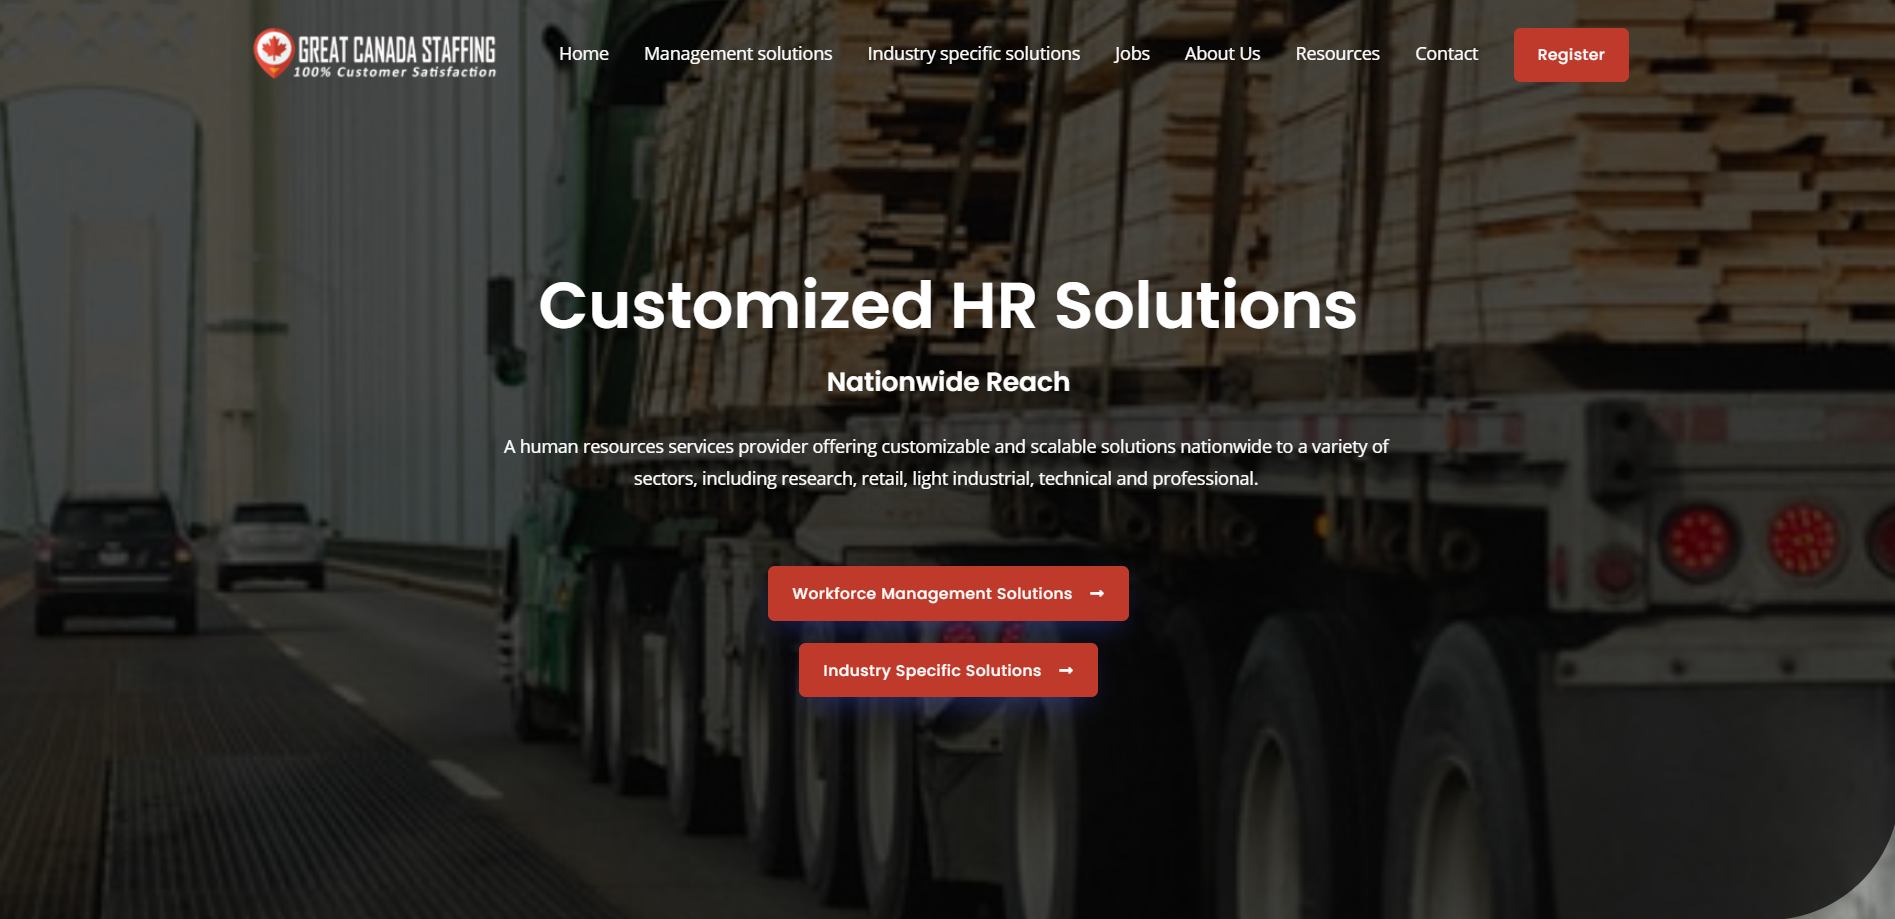 GREAT CANADA STAFFING
100% Customer Satisfaction
Home
Management solutions
Industry specific solutions
Jobs
About Us
Resources
Contact
Register
Customized HR Solutions
Nationwide Reach
A human resources services provider offering customizable and scalable solutions nationwide to a variety of
sectors, including research, retail, light industrial, technical and professional.
Workforce Management Solutions
Industry Specific Solutions